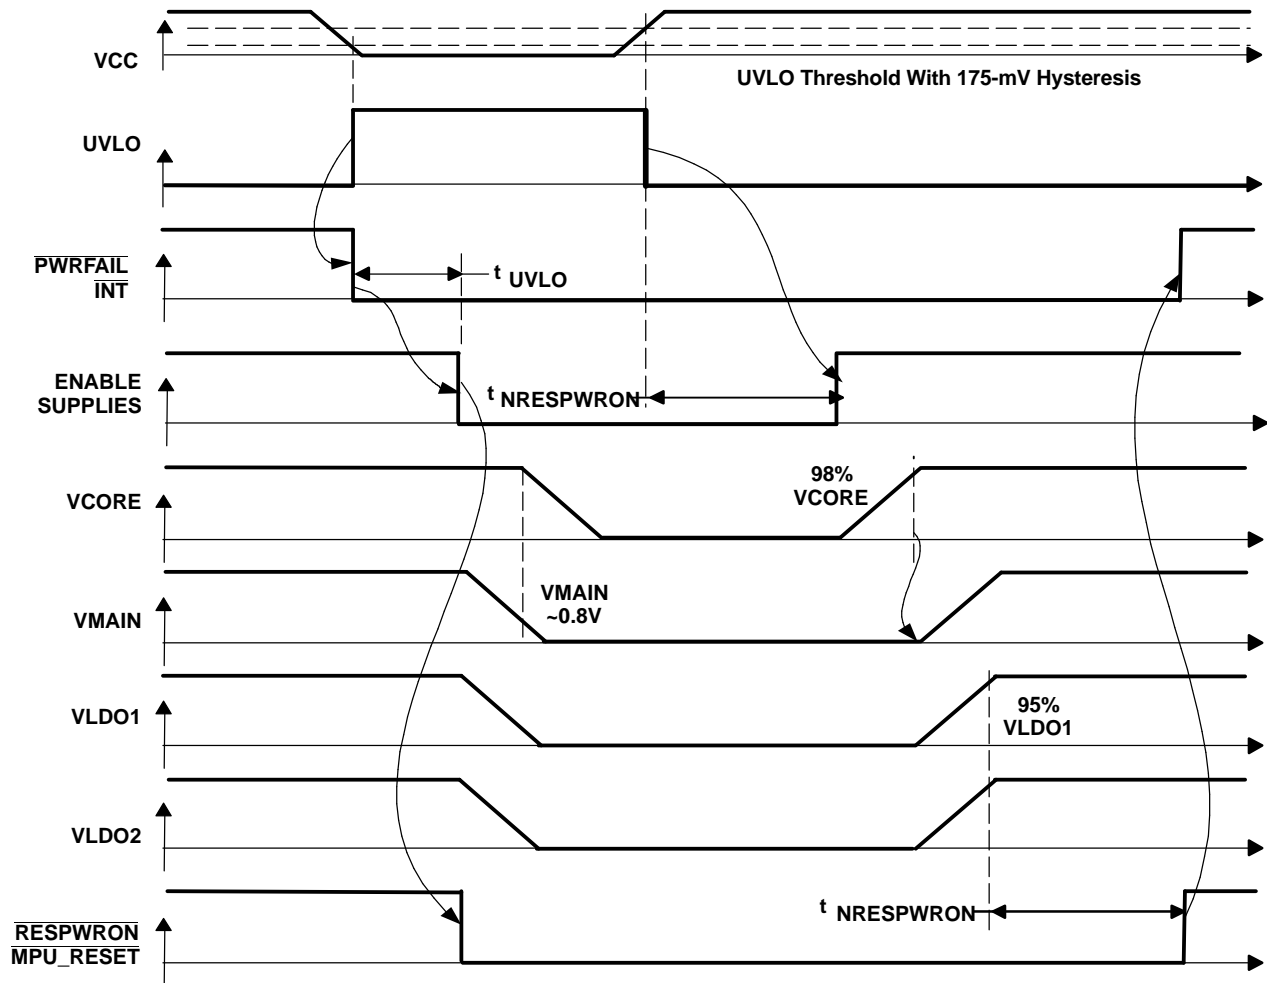 VCC
UVLO Threshold With 175-mV Hysteresis
UVLO
PWRFAIL
INT
t UVLO
ENABLE
SUPPLIES
t NRESPWRON
VCORE
98%
VCORE
VMAIN
VMAIN
~0.8V
VLDO1
95%
VLDO1
VLDO2
t NRESPWRON
RESPWRON
MPU_RESET